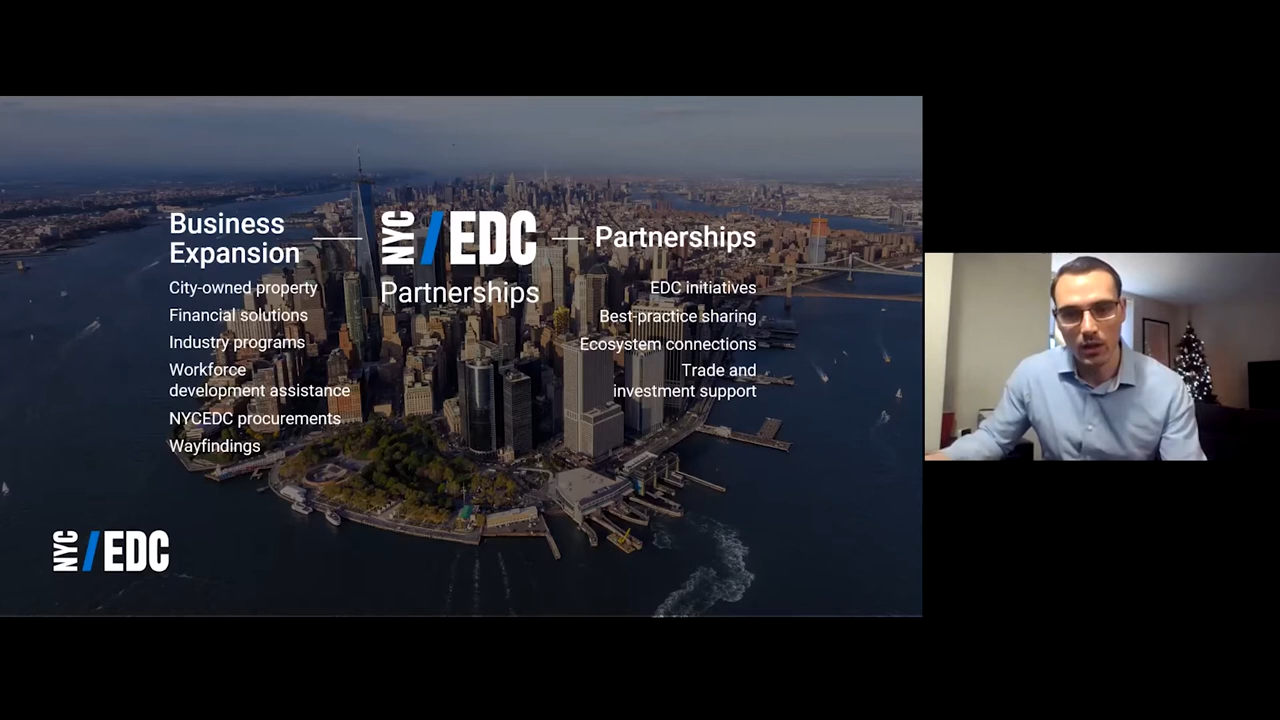 Business
Expansion
City-owned property
Financial solutions
Industry programs
Workforce
development assistance
NYCEDC procurements
Wayfindings
NYC / EDC
Partnerships
Partnerships
EDC initiatives
Best-practice sharing
Ecosystem connections
Trade and
investment support
NYC / EDC